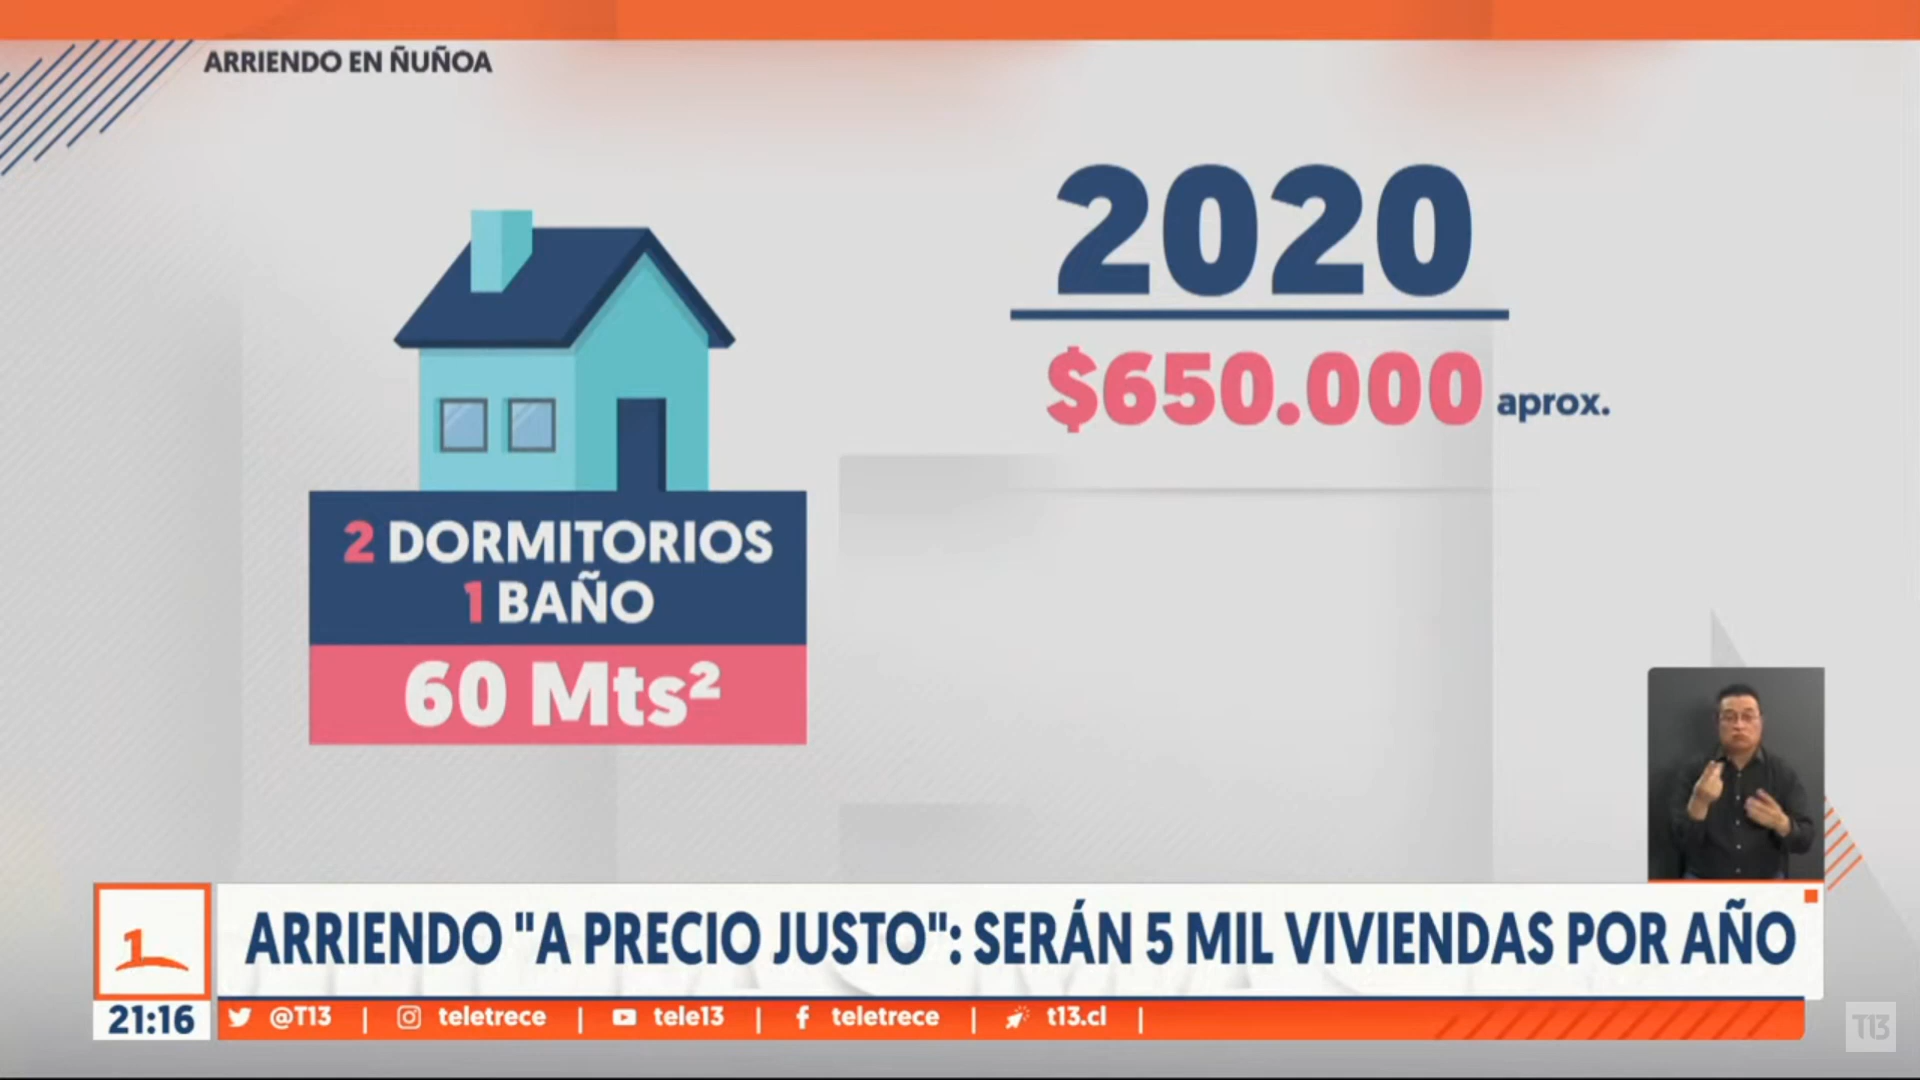 ARRIENDO EN ÑUÑOA
2020
$650.000 aprox.
2 DORMITORIOS
1 BAÑO
60 Mts²
ARRIENDO "A PRECIO JUSTO": SERÁN 5 MIL VIVIENDAS POR AÑO
21:16
@T13 | teletrece | tele13 | teletrece | t13.cl |
T13